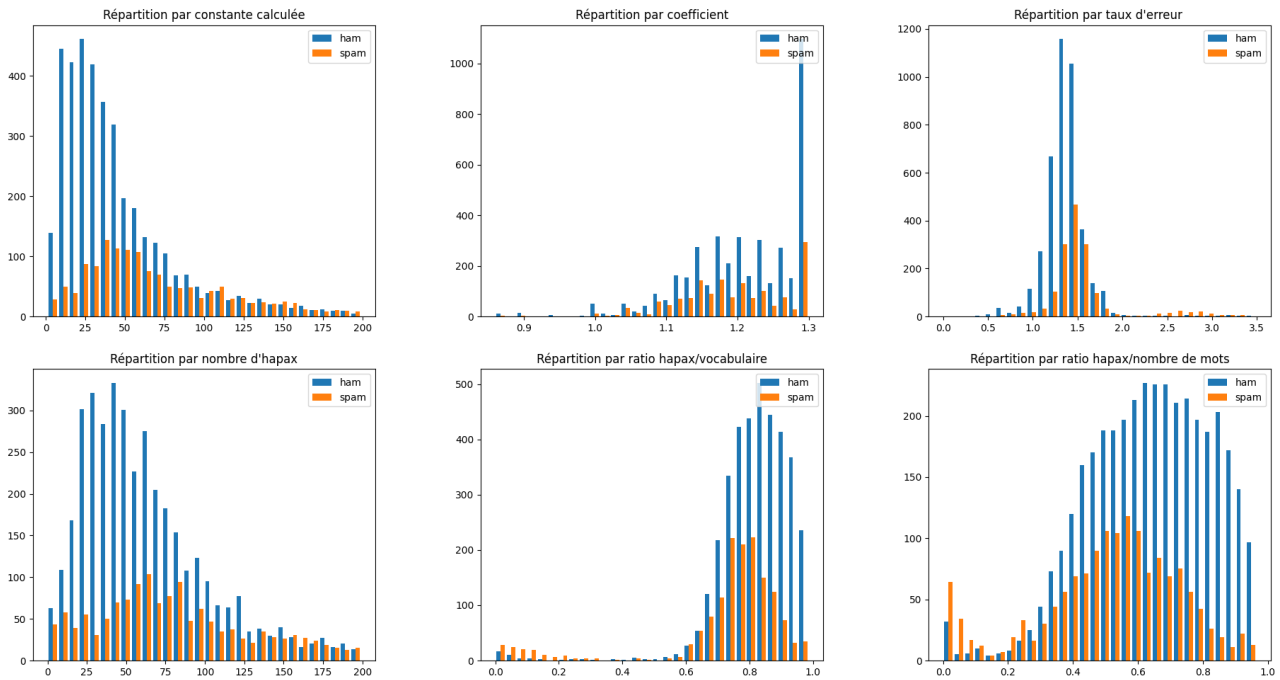 Répartition par constante calculée
ham
spam
400
300
200
100
0
0 25 50 75 100 125 150 175 200
Répartition par coefficient
ham
spam
1000
800
600
400
200
0
0.9 1.0 1.1 1.2 1.3
Répartition par taux d'erreur
ham
spam
1200
1000
800
600
400
200
0
0.0 0.5 1.0 1.5 2.0 2.5 3.0 3.5
Répartition par nombre d'hapax
ham
spam
300
250
200
150
100
50
0
0 25 50 75 100 125 150 175 200
Répartition par ratio hapax/vocabulaire
ham
spam
500
400
300
200
100
0
0.0 0.2 0.4 0.6 0.8 1.0
Répartition par ratio hapax/nombre de mots
ham
spam
200
150
100
50
0
0.0 0.2 0.4 0.6 0.8 1.0